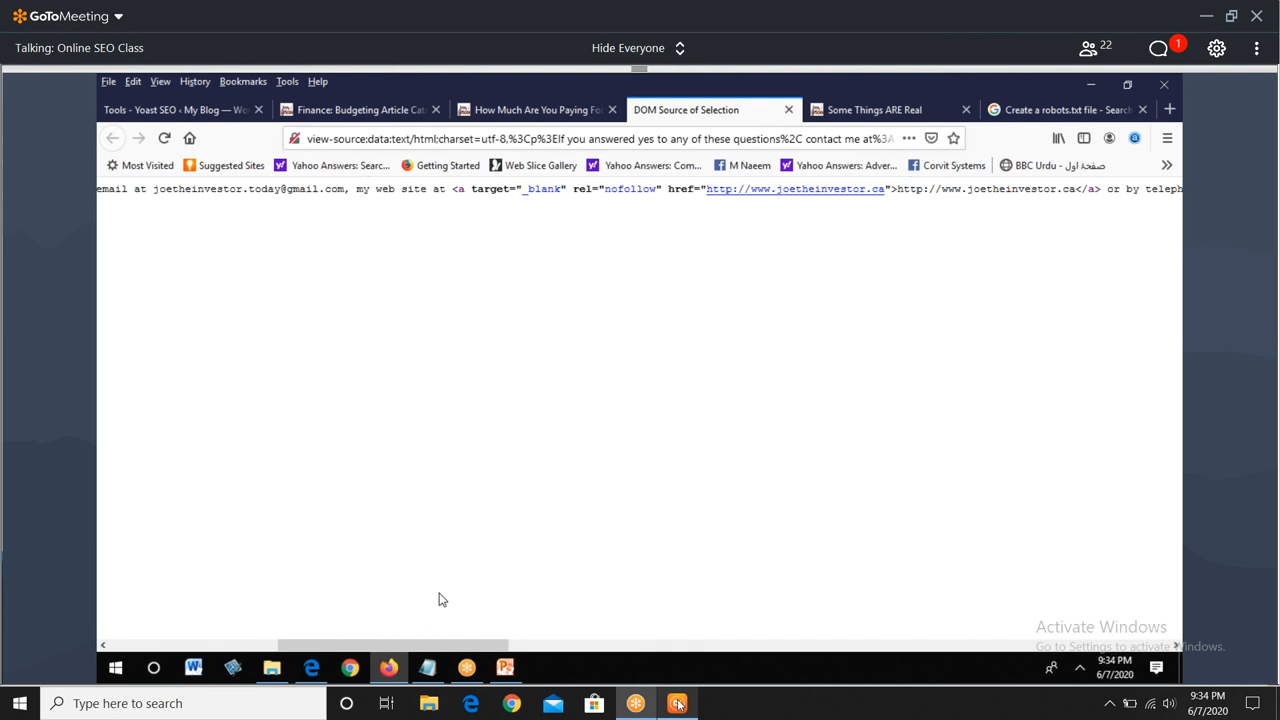 GoToMeeting
Talking: Online SEO Class
Hide Everyone
22
1
File Edit View History Bookmarks Tools Help
Tools - Yoast SEO ‹ My Blog — Wo
Finance: Budgeting Article Cate
How Much Are You Paying Fo
DOM Source of Selection
Some Things ARE Real
Create a robots.txt file - Search
view-source:data:text/html;charset=utf-8,%3Cp%3EIf you answered yes to any of these questions%2C contact me at%3A
Most Visited
Suggested Sites
Yahoo Answers: Searc...
Getting Started
Web Slice Gallery
Yahoo Answers: Com...
M Naeem
Yahoo Answers: Adver...
Corvit Systems
BBC Urdu - صفحۂ اول
email at joetheinvestor.today@gmail.com, my web site at <a target="_blank" rel="nofollow" href="http://www.joetheinvestor.ca">http://www.joetheinvestor.ca</a> or by teleph
Activate Windows
Go to Settings to activate Windows.
9:34 PM
6/7/2020
Type here to search
9:34 PM
6/7/2020